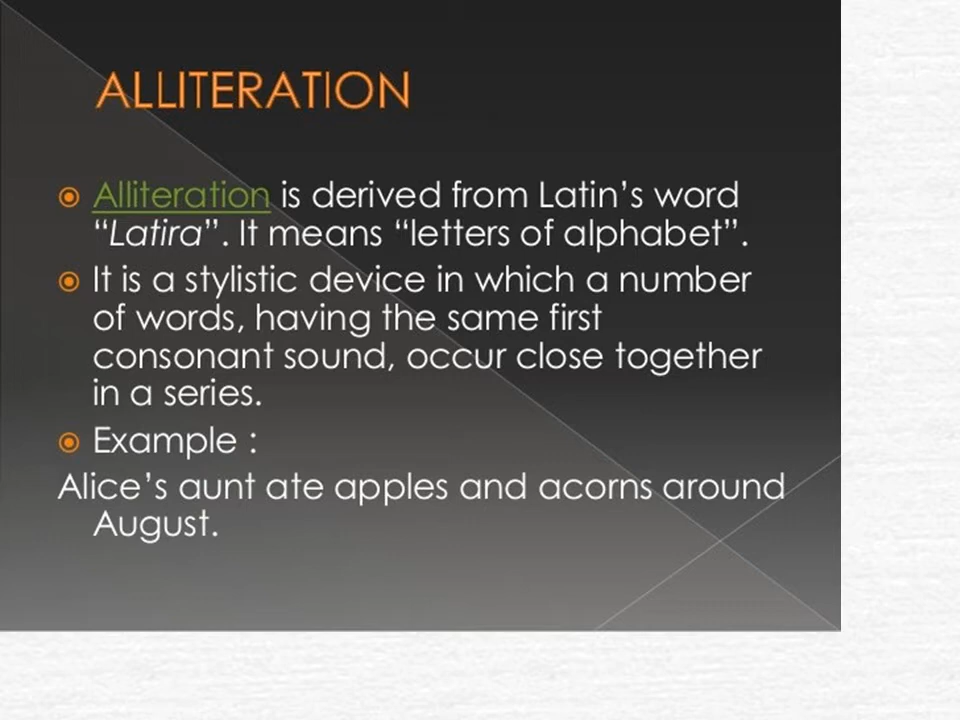 ALLITERATION
Alliteration is derived from Latin’s word
“Latira”. It means “letters of alphabet”.
It is a stylistic device in which a number
of words, having the same first
consonant sound, occur close together
in a series.
Example :
Alice’s aunt ate apples and acorns around
August.